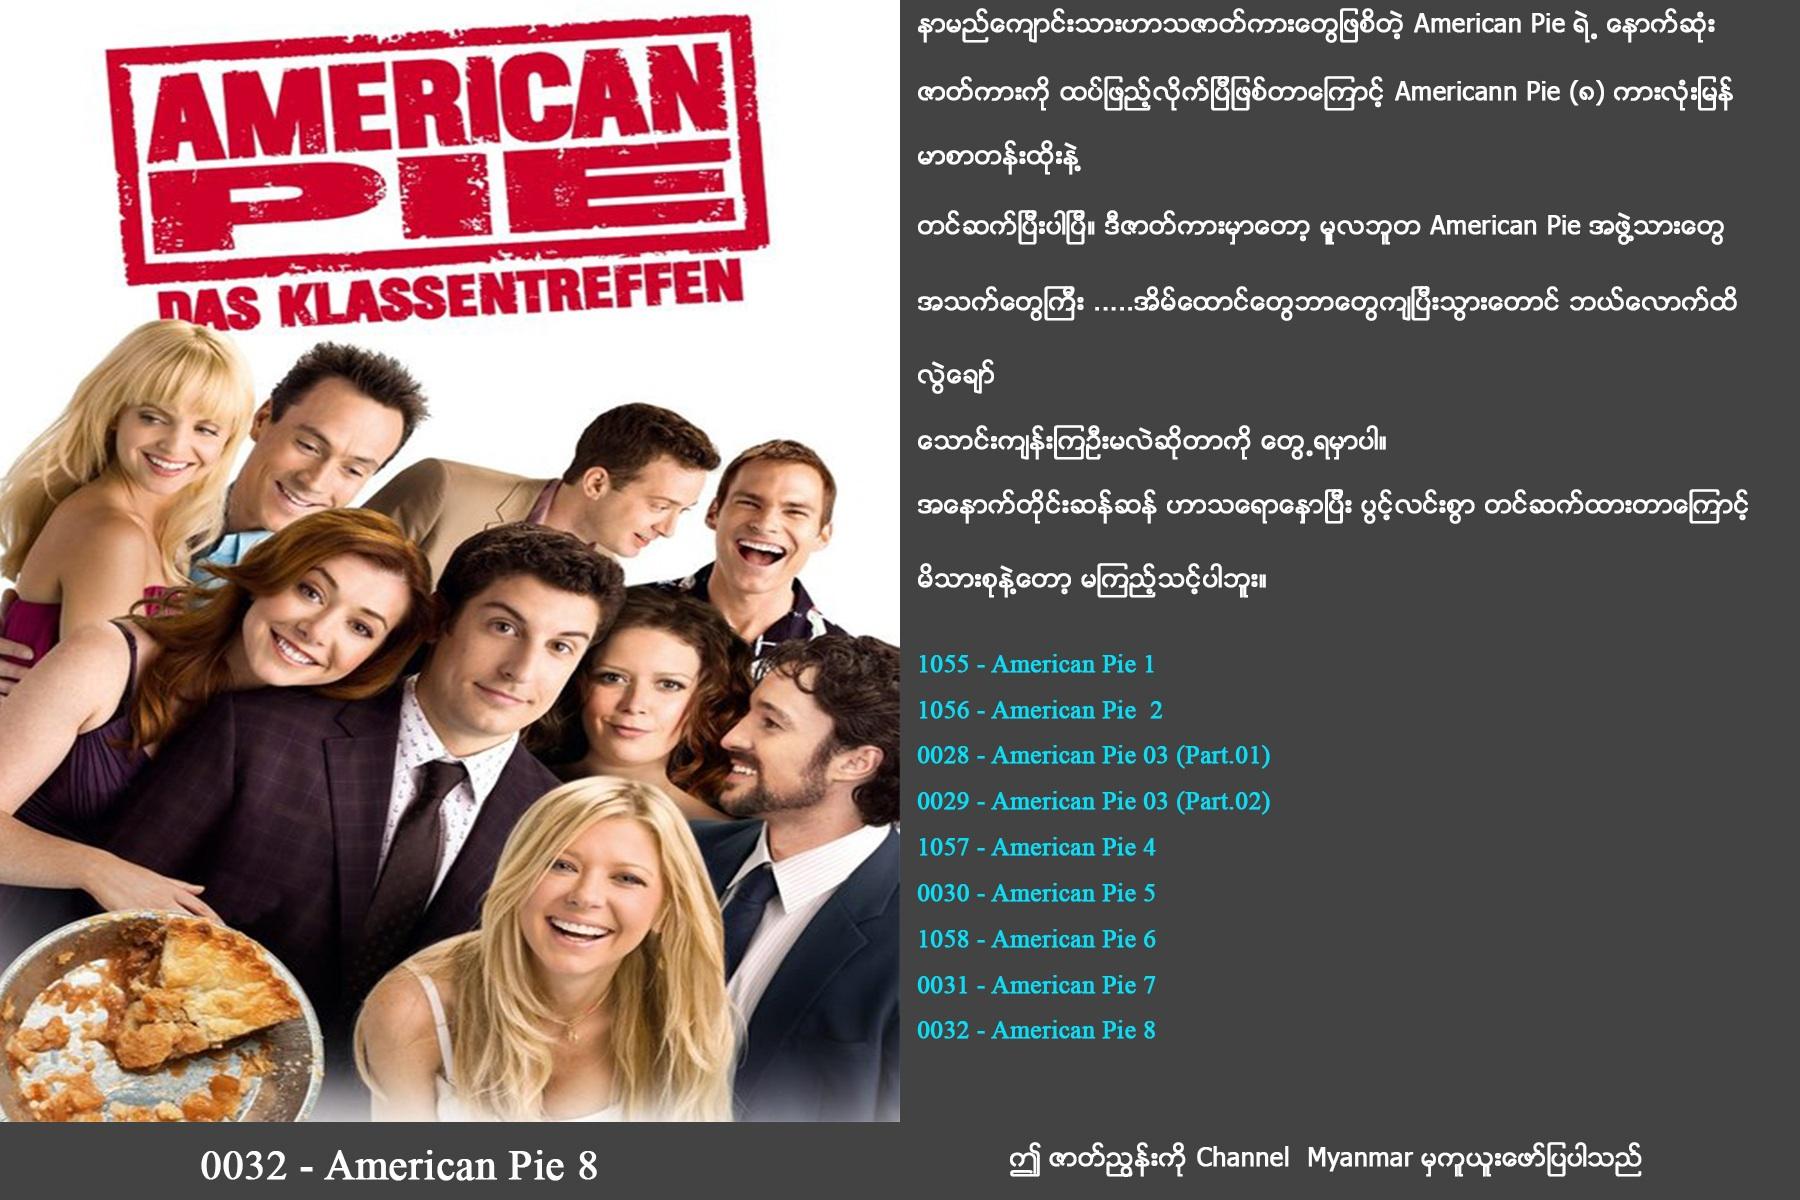 AMERICAN
PIE
DAS KLASSENTREFFEN
နာမည်ကျောင်းသားဟာသဇာတ်ကားတွေဖြစိတဲ့ American Pie ရဲ့ နောက်ဆုံး
ဇာတ်ကားကို ထပ်ဖြည့်လိုက်ပြီဖြစ်တာကြောင့် Americann Pie (၈) ကားလုံးမြန်
မာစာတန်းထိုးနဲ့
တင်ဆက်ပြီးပါပြီ။ ဒီဇာတ်ကားမှာတော့ မူလဘူတ American Pie အဖွဲ့သားတွေ
အသက်တွေကြီး .....အိမ်ထောင်တွေဘာတွေကျပြီးသွားတောင် ဘယ်လောက်ထိ
လွဲချော်
သောင်းကျန်းကြဦးမလဲဆိုတာကို တွေ့ရမှာပါ။
အနောက်တိုင်းဆန်ဆန် ဟာသရောနှောပြီး ပွင့်လင်းစွာ တင်ဆက်ထားတာကြောင့်
မိသားစုနဲ့တော့ မကြည့်သင့်ပါဘူး။
1055 - American Pie 1
1056 - American Pie  2
0028 - American Pie 03 (Part.01)
0029 - American Pie 03 (Part.02)
1057 - American Pie 4
0030 - American Pie 5
1058 - American Pie 6
0031 - American Pie 7
0032 - American Pie 8
0032 - American Pie 8
ဤ ဇာတ်ညွှန်းကို Channel  Myanmar မှကူယူးဖော်ပြပါသည်